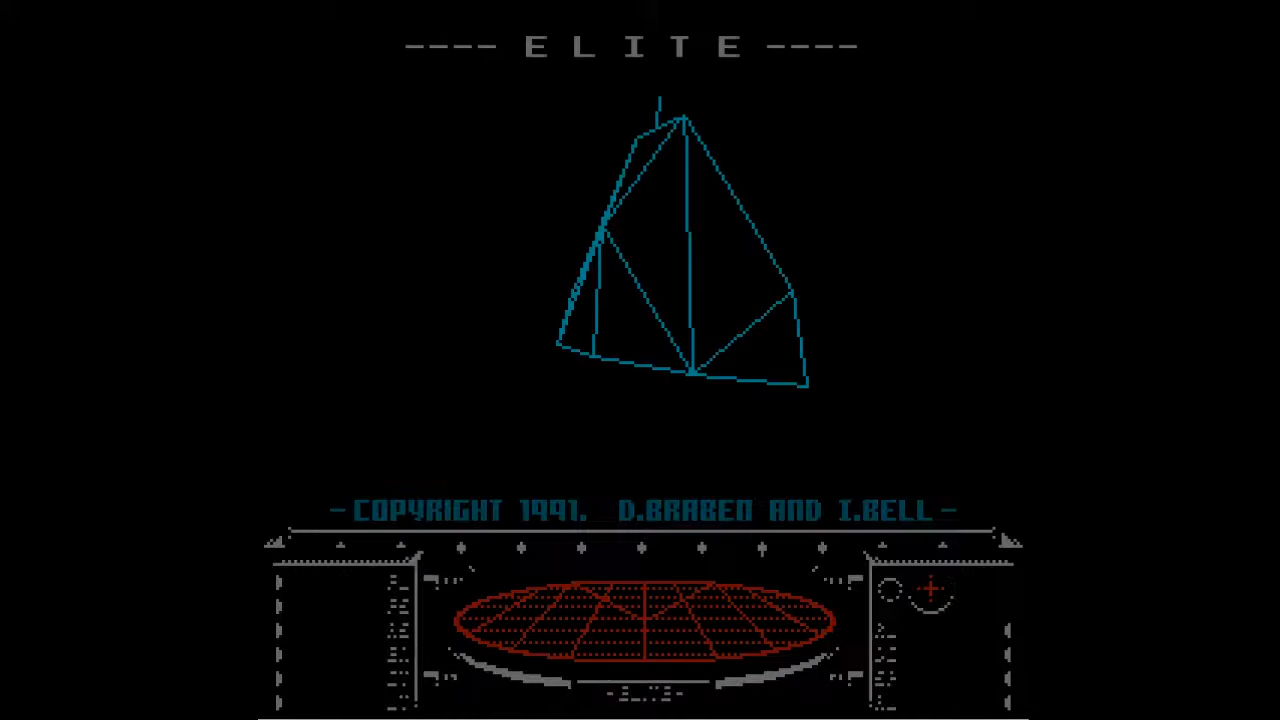 ---- E L I T E ----
-COPYRIGHT 1991. D.BRABEN AND I.BELL-
-ELITE-